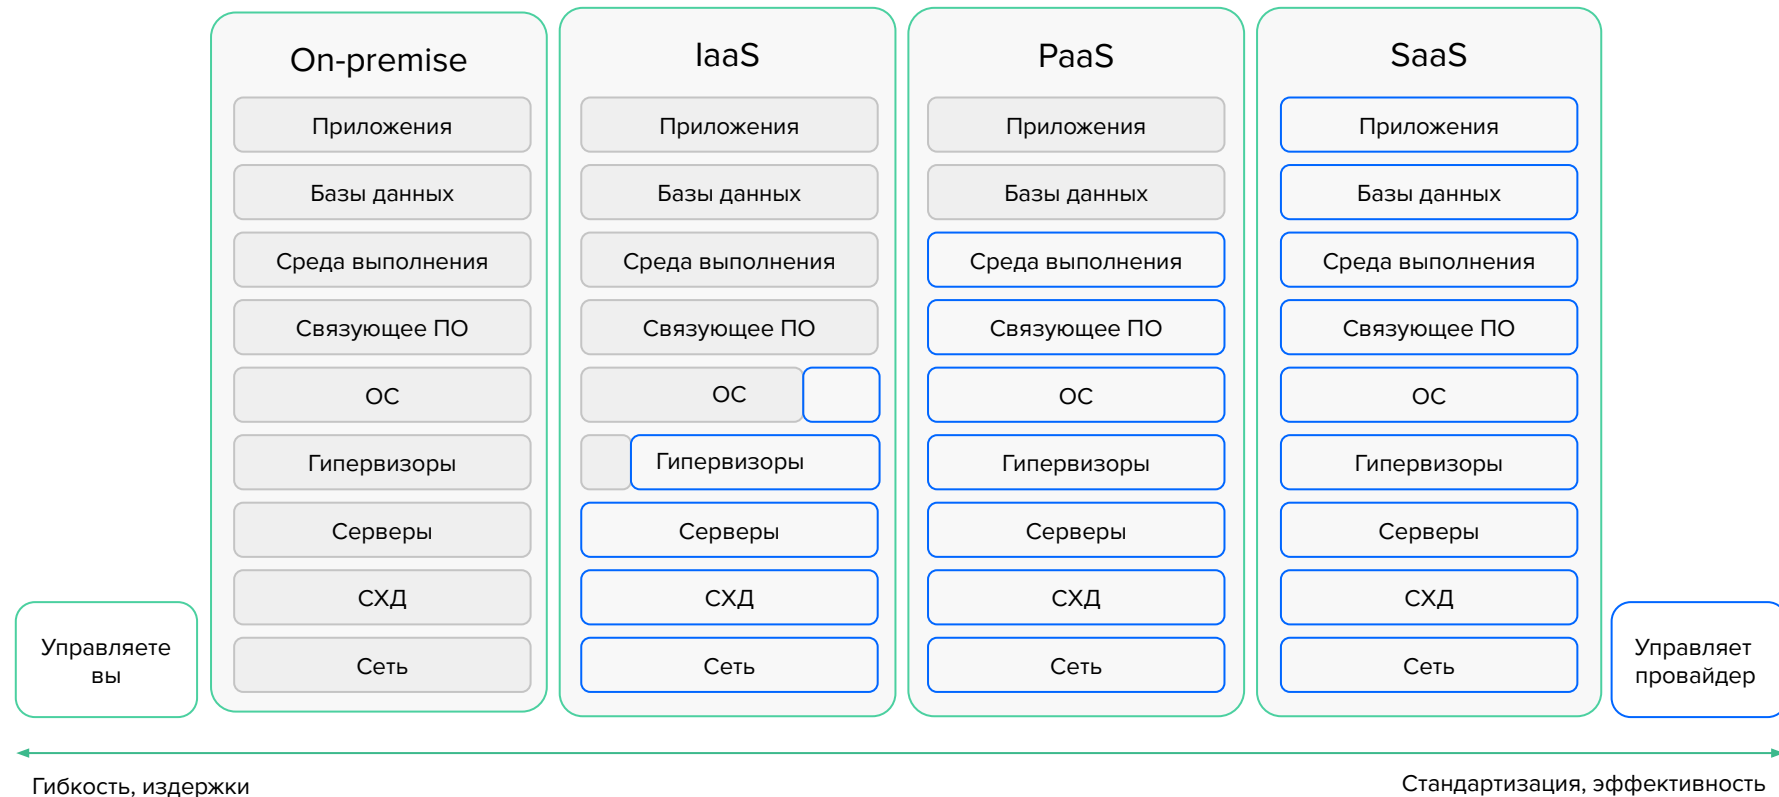 On-premise
Приложения
Базы данных
Среда выполнения
Связующее ПО
ОС
Гипервизоры
Серверы
СХД
Сеть
IaaS
Приложения
Базы данных
Среда выполнения
Связующее ПО
ОС
Гипервизоры
Серверы
СХД
Сеть
PaaS
Приложения
Базы данных
Среда выполнения
Связующее ПО
ОС
Гипервизоры
Серверы
СХД
Сеть
SaaS
Приложения
Базы данных
Среда выполнения
Связующее ПО
ОС
Гипервизоры
Серверы
СХД
Сеть
Управляете
вы
Управляет
провайдер
Гибкость, издержки
Стандартизация, эффективность